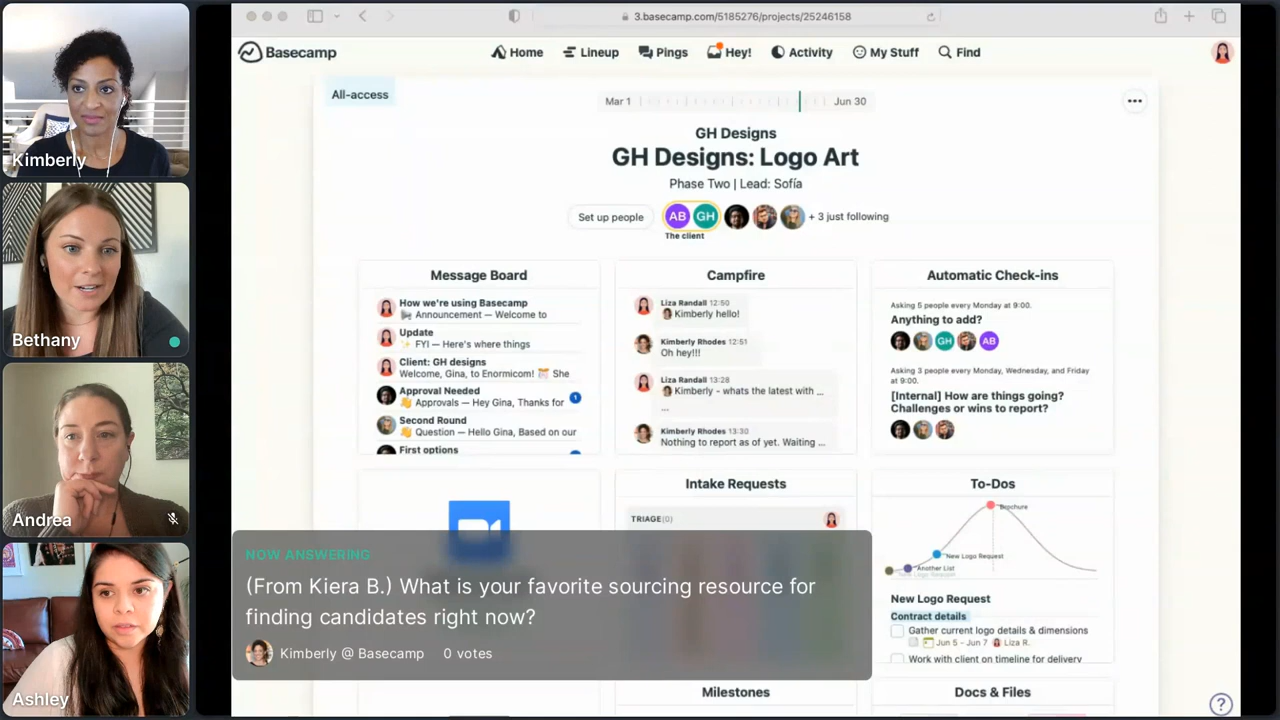 Kimberly
Bethany
Andrea
Ashley
3.basecamp.com/5185276/projects/25246158
Basecamp
Home
Lineup
Pings
Hey!
Activity
My Stuff
Find
All-access
Mar 1
Jun 30
GH Designs
GH Designs: Logo Art
Phase Two | Lead: Sofía
Set up people
AB
GH
+ 3 just following
The client
Message Board
How we're using Basecamp
Announcement — Welcome to
Update
FYI — Here's where things
Client: GH designs
Welcome, Gina, to Enormicom! She
Approval Needed
Approvals — Hey Gina, Thanks for
1
Second Round
Question — Hello Gina, Based on our
First options
Campfire
Liza Randall 12:50
Kimberly hello!
Kimberly Rhodes 12:51
Oh hey!!!
Liza Randall 13:28
Kimberly - whats the latest with ...
...
Kimberly Rhodes 13:30
Nothing to report as of yet. Waiting ...
Automatic Check-ins
Asking 5 people every Monday at 9:00.
Anything to add?
GH
AB
Asking 3 people every Monday, Wednesday, and Friday
at 9:00.
[Internal] How are things going?
Challenges or wins to report?
Intake Requests
TRIAGE(0)
To-Dos
Brochure
New Logo Request
Another List
New Logo Request
Contract details
Gather current logo details & dimensions
Jun 5 - Jun 7 Liza R.
Work with client on timeline for delivery
NOW ANSWERING
(From Kiera B.) What is your favorite sourcing resource for
finding candidates right now?
Kimberly @ Basecamp 0 votes
Milestones
Docs & Files
?